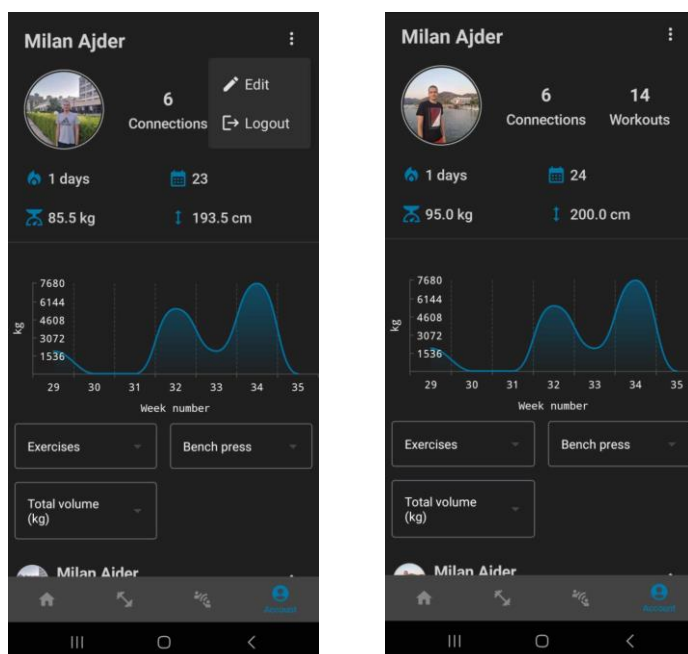 Milan Ajder
6
Connections
Edit
Logout
1 days
23
85.5 kg
193.5 cm
7680
6144
4608
3072
1536
kg
29 30 31 32 33 34 35
Week number
Exercises
Bench press
Total volume
(kg)
Milan Ajder
Account
Milan Ajder
6
Connections
14
Workouts
1 days
24
95.0 kg
200.0 cm
7680
6144
4608
3072
1536
kg
29 30 31 32 33 34 35
Week number
Exercises
Bench press
Total volume
(kg)
Milan Ajder
Account